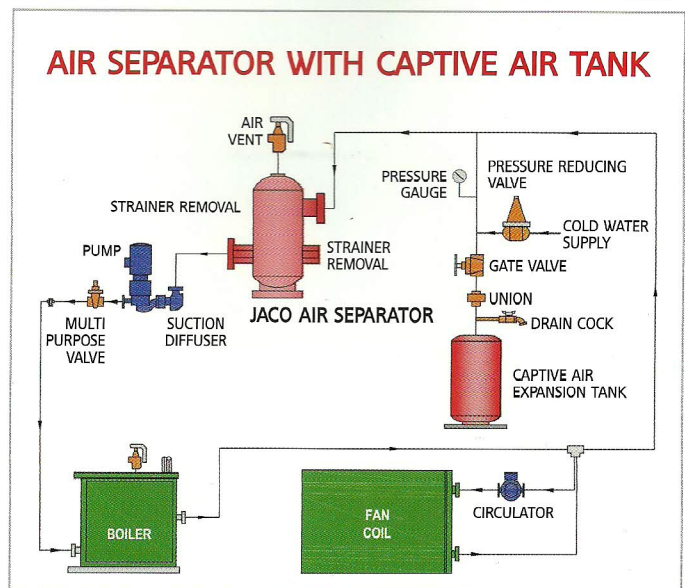 AIR SEPARATOR WITH CAPTIVE AIR TANK
AIR
VENT
PRESSURE
GAUGE
PRESSURE REDUCING
VALVE
STRAINER REMOVAL
COLD WATER
SUPPLY
PUMP
STRAINER
REMOVAL
GATE VALVE
UNION
JACO AIR SEPARATOR
DRAIN COCK
MULTI
PURPOSE
VALVE
SUCTION
DIFFUSER
CAPTIVE AIR
EXPANSION TANK
BOILER
FAN
COIL
CIRCULATOR